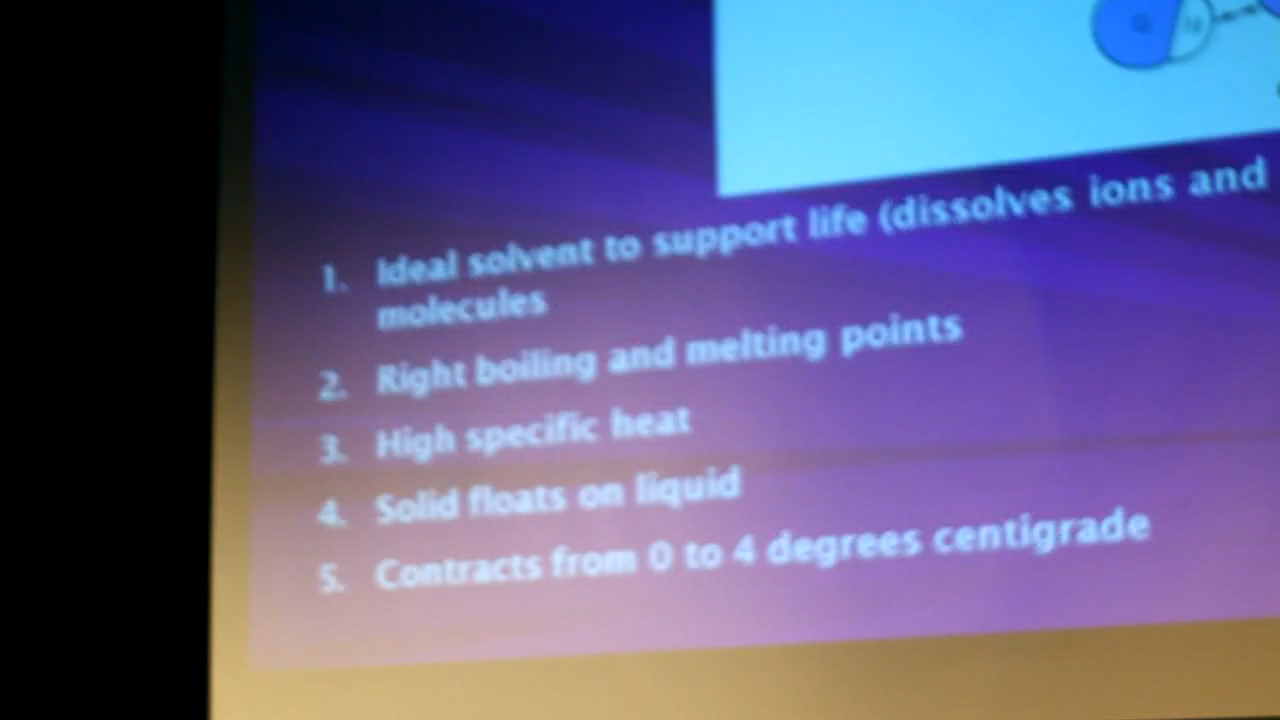 1. Ideal solvent to support life (dissolves ions and
molecules
2. Right boiling and melting points
3. High specific heat
4. Solid floats on liquid
5. Contracts from 0 to 4 degrees centigrade